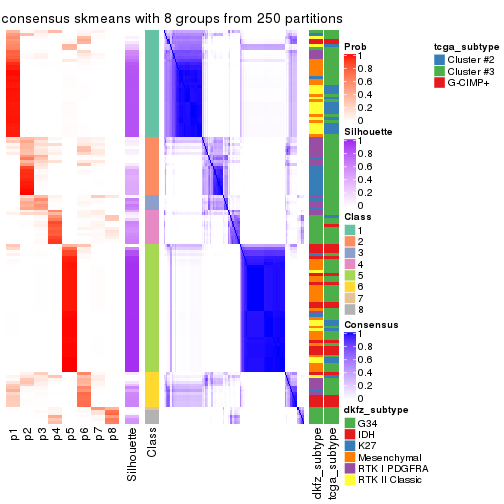 consensus skmeans with 8 groups from 250 partitions
Prob
1
0.8
0.6
0.4
0.2
0
Silhouette
1
0.8
0.6
0.4
0.2
0
Class
1
2
3
4
5
6
7
8
Consensus
1
0.8
0.6
0.4
0.2
0
dkfz_subtype
G34
IDH
K27
Mesenchymal
RTK I PDGFRA
RTK II Classic
tcga_subtype
Cluster #2
Cluster #3
G-CIMP+
p1
p2
p3
p4
p5
p6
p7
p8
Silhouette
Class
dkfz_subtype
tcga_subtype